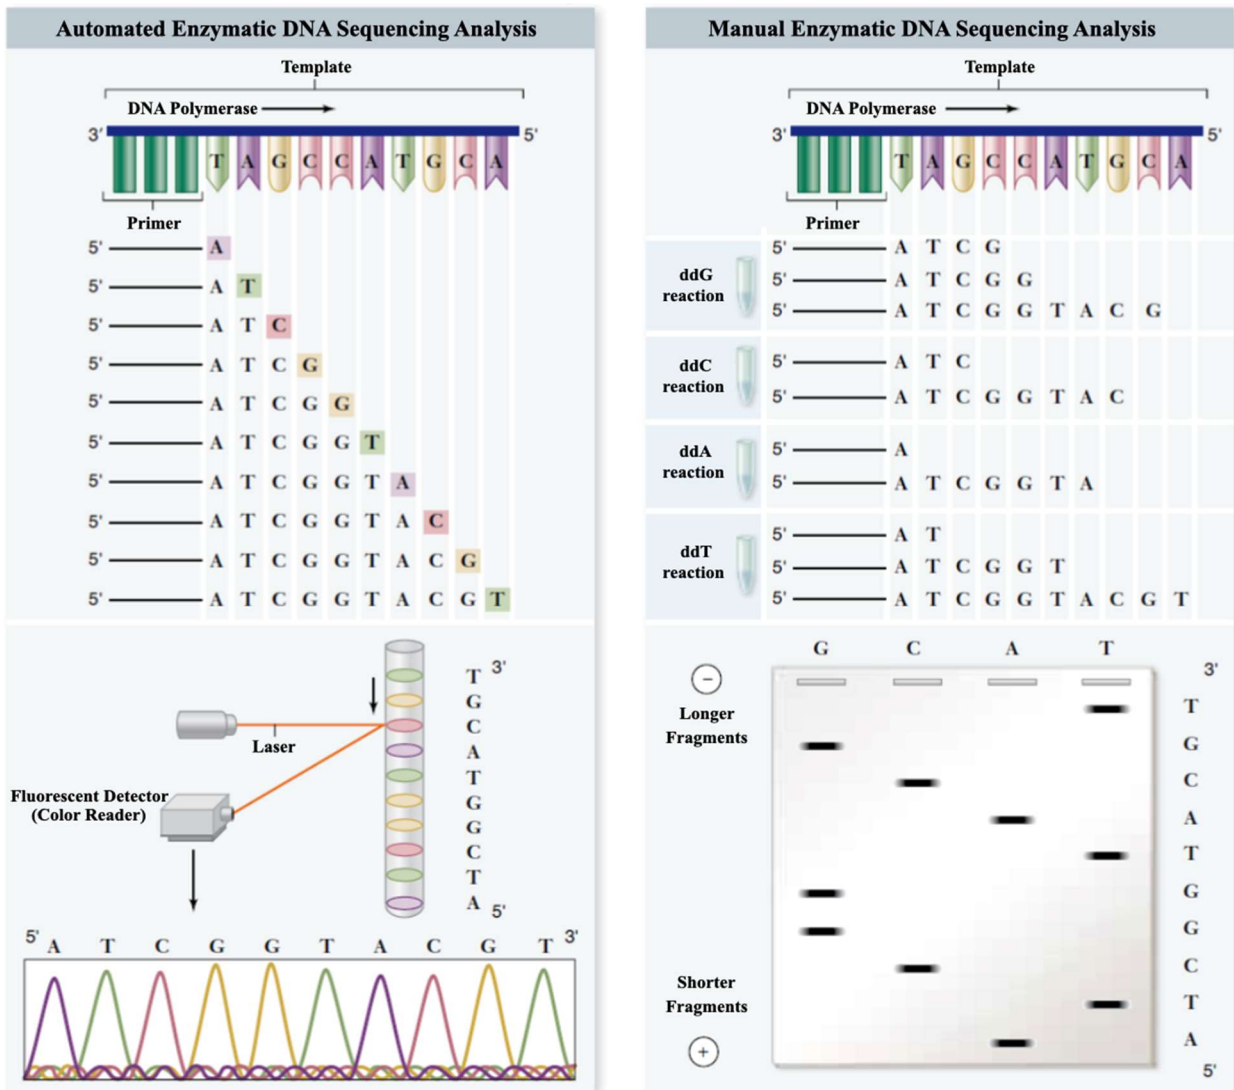 Automated Enzymatic DNA Sequencing Analysis
Template
DNA Polymerase
3' 5'
T A G C C A T G C A
Primer
5' A
5' A T
5' A T C
5' A T C G
5' A T C G G
5' A T C G G T
5' A T C G G T A
5' A T C G G T A C
5' A T C G G T A C G
5' A T C G G T A C G T
Laser
Fluorescent Detector
(Color Reader)
3'
T
G
C
A
T
G
G
C
T
A
5'
5' A T C G G T A C G T 3'
Manual Enzymatic DNA Sequencing Analysis
Template
DNA Polymerase
3' 5'
T A G C C A T G C A
Primer
ddG
reaction
5' A T C G
5' A T C G G
5' A T C G G T A C G
ddC
reaction
5' A T C
5' A T C G G T A C
ddA
reaction
5' A
5' A T C G G T A
ddT
reaction
5' A T
5' A T C G G T
5' A T C G G T A C G T
G C A T
−
Longer
Fragments
Shorter
Fragments
+
3'
T
G
C
A
T
G
G
C
T
A
5'